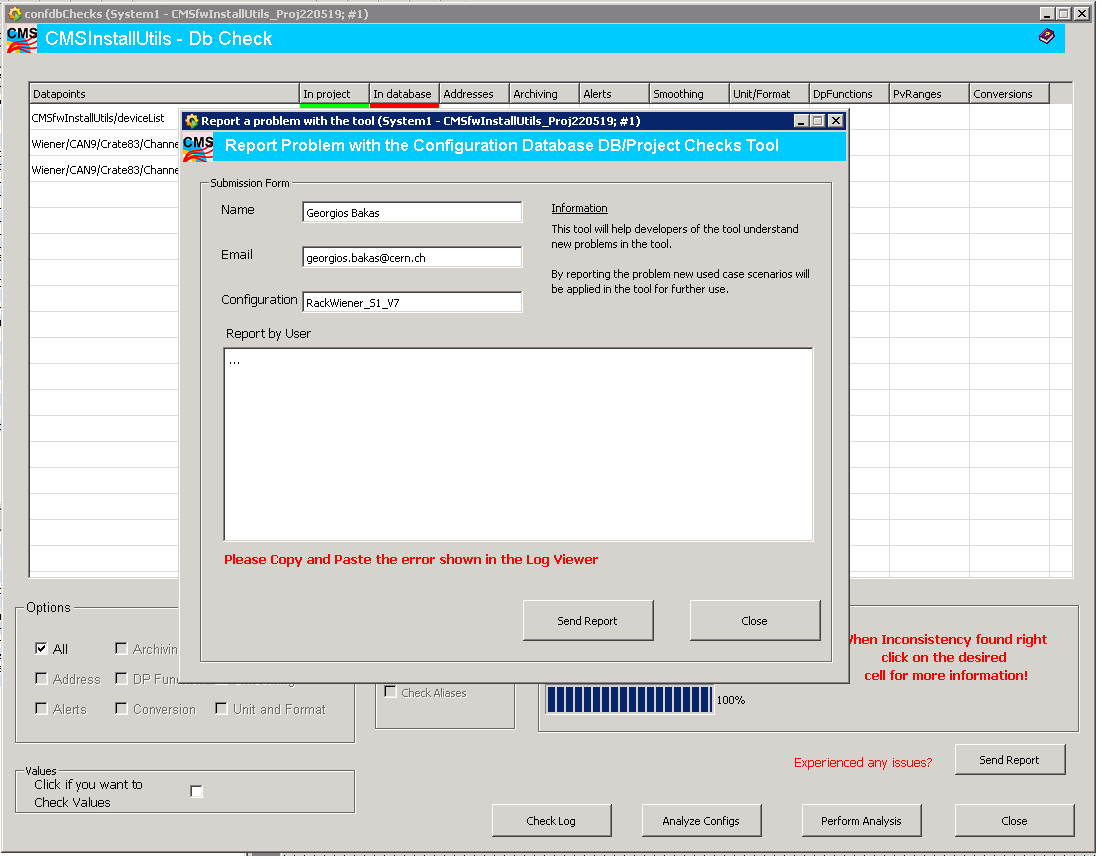 confdbChecks (System1 - CMSfwInstallUtils_Proj220519; #1)
CMS CMSInstallUtils - Db Check
Datapoints In project In database Addresses Archiving Alerts Smoothing Unit/Format DpFunctions PvRanges Conversions
CMSfwInstallUtils/deviceList
Wiener/CAN9/Crate83/Channe
Wiener/CAN9/Crate83/Channe
Report a problem with the tool (System1 - CMSfwInstallUtils_Proj220519; #1)
CMS Report Problem with the Configuration Database DB/Project Checks Tool
Submission Form
Name Georgios Bakas
Email georgios.bakas@cern.ch
Configuration RackWiener_S1_V7
Information
This tool will help developers of the tool understand
new problems in the tool.
By reporting the problem new used case scenarios will
be applied in the tool for further use.
Report by User
...
Please Copy and Paste the error shown in the Log Viewer
Send Report Close
Options
All Archivin
Address DP Func
Alerts Conversion Unit and Format
Check Aliases
100%
When Inconsistency found right
click on the desired
cell for more information!
Values
Click if you want to
Check Values
Experienced any issues? Send Report
Check Log Analyze Configs Perform Analysis Close